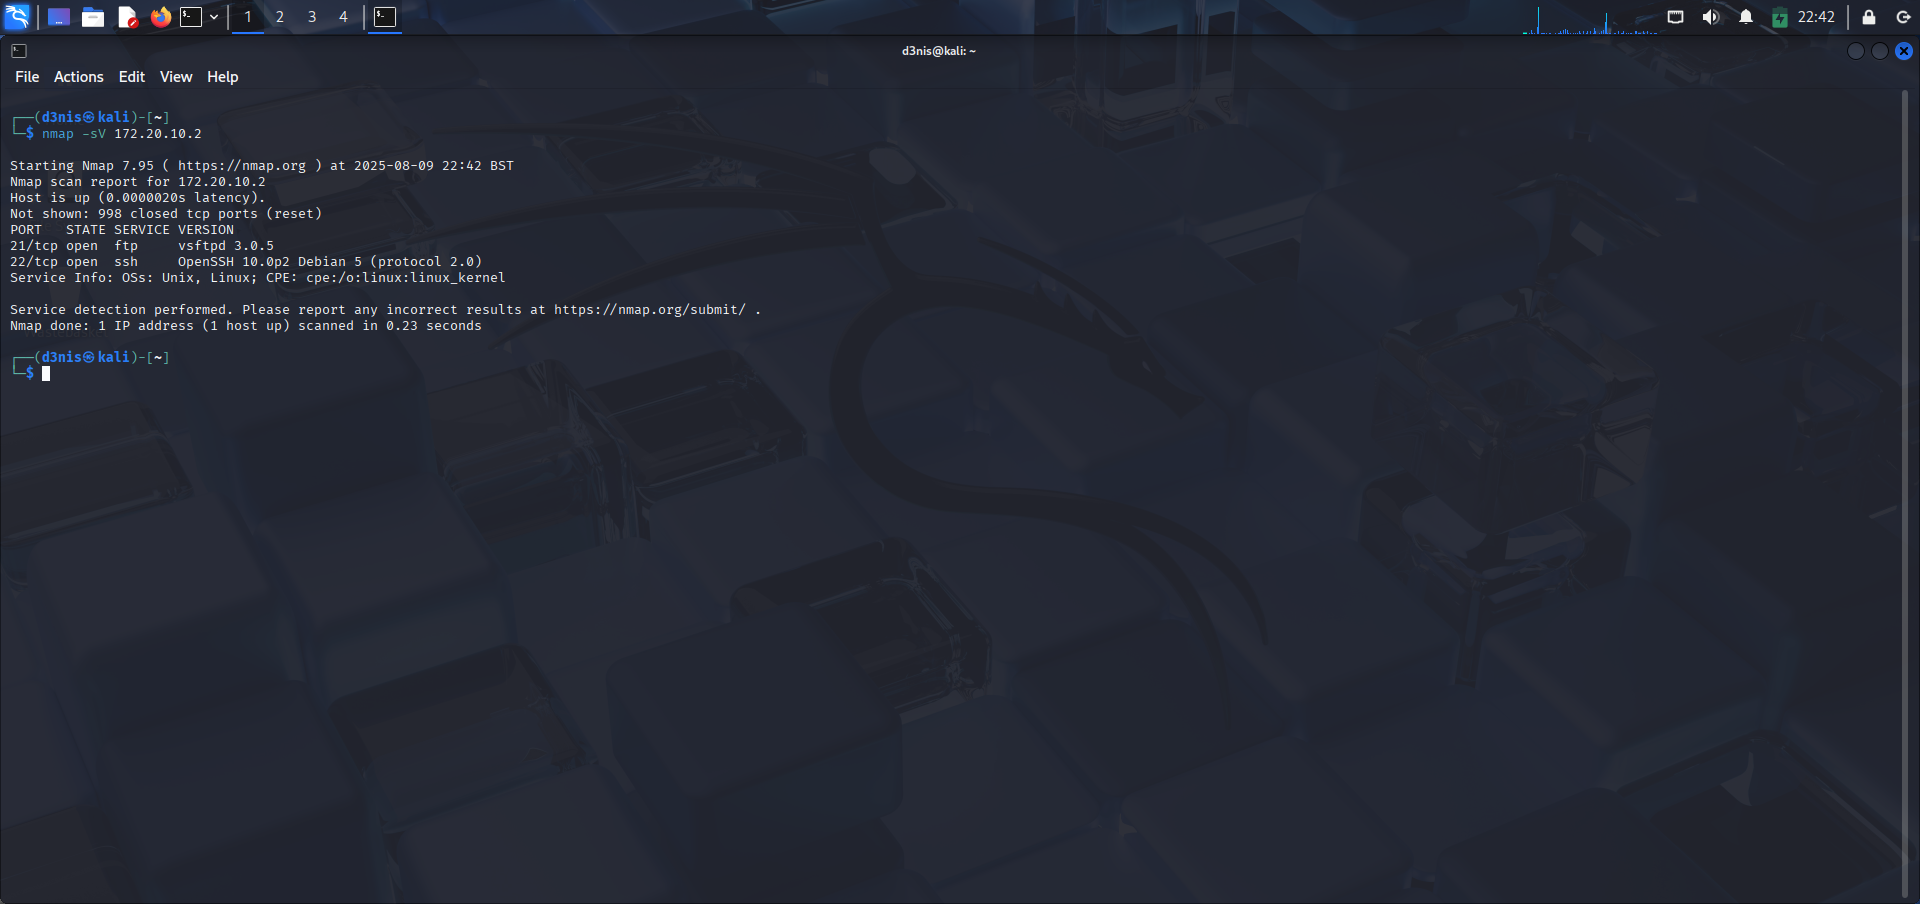 1 2 3 4 22:42
d3nis@kali: ~
File Actions Edit View Help
┌──(d3nis㉿kali)-[~]
└─$ nmap -sV 172.20.10.2
Starting Nmap 7.95 ( https://nmap.org ) at 2025-08-09 22:42 BST
Nmap scan report for 172.20.10.2
Host is up (0.0000020s latency).
Not shown: 998 closed tcp ports (reset)
PORT   STATE SERVICE VERSION
21/tcp open  ftp     vsftpd 3.0.5
22/tcp open  ssh     OpenSSH 10.0p2 Debian 5 (protocol 2.0)
Service Info: OSs: Unix, Linux; CPE: cpe:/o:linux:linux_kernel
Service detection performed. Please report any incorrect results at https://nmap.org/submit/ .
Nmap done: 1 IP address (1 host up) scanned in 0.23 seconds
┌──(d3nis㉿kali)-[~]
└─$